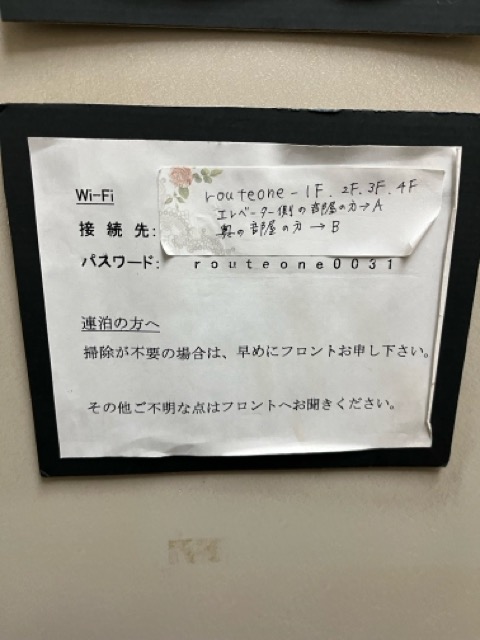 Wi-Fi
接続先:
routeone-1F. 2F. 3F. 4F
エレベーター側の部屋の方→A
奥の部屋の方→B
パスワード: routeone0031
連泊の方へ
掃除が不要の場合は、早めにフロントお申し下さい。
その他ご不明な点はフロントへお聞きください。